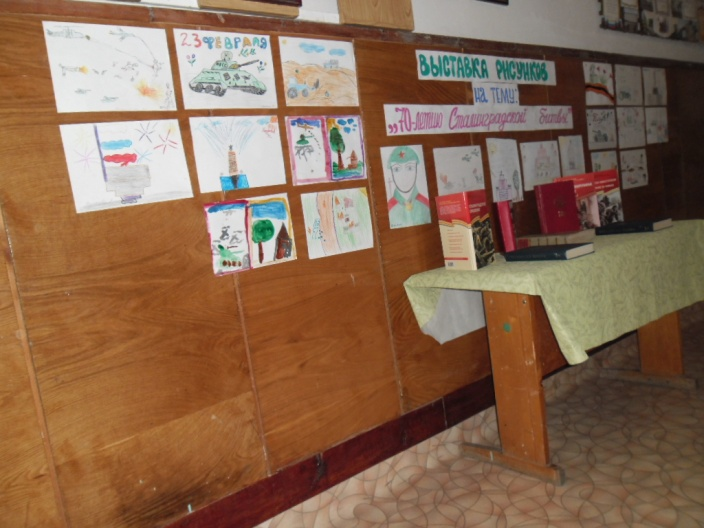 23 ФЕВРАЛЯ
ВЫСТАВКА РИСУНКОВ
НА ТЕМУ:
„70-летию Сталинградской битвы"